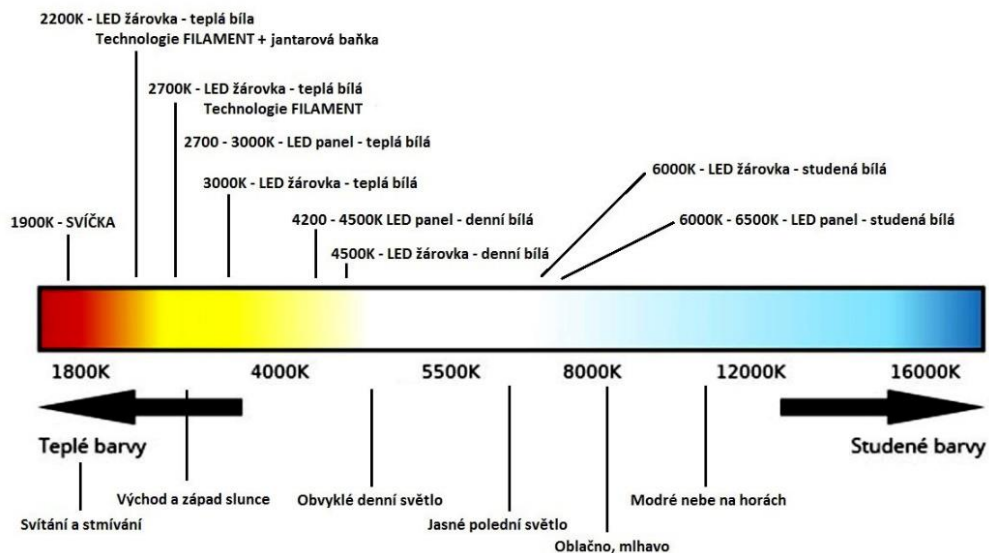 2200K - LED žárovka - teplá bíla
Technologie FILAMENT + jantarová baňka
2700K - LED žárovka - teplá bílá
Technologie FILAMENT
2700 - 3000K - LED panel - teplá bílá
3000K - LED žárovka - teplá bílá
6000K - LED žárovka - studená bílá
1900K - SVÍČKA
4200 - 4500K LED panel - denní bílá
6000K - 6500K - LED panel - studená bílá
4500K - LED žárovka - denní bílá
1800K 4000K 5500K 8000K 12000K 16000K
Teplé barvy
Studené barvy
Východ a západ slunce
Obvyklé denní světlo
Modré nebe na horách
Svítání a stmívání
Jasné polední světlo
Oblačno, mlhavo